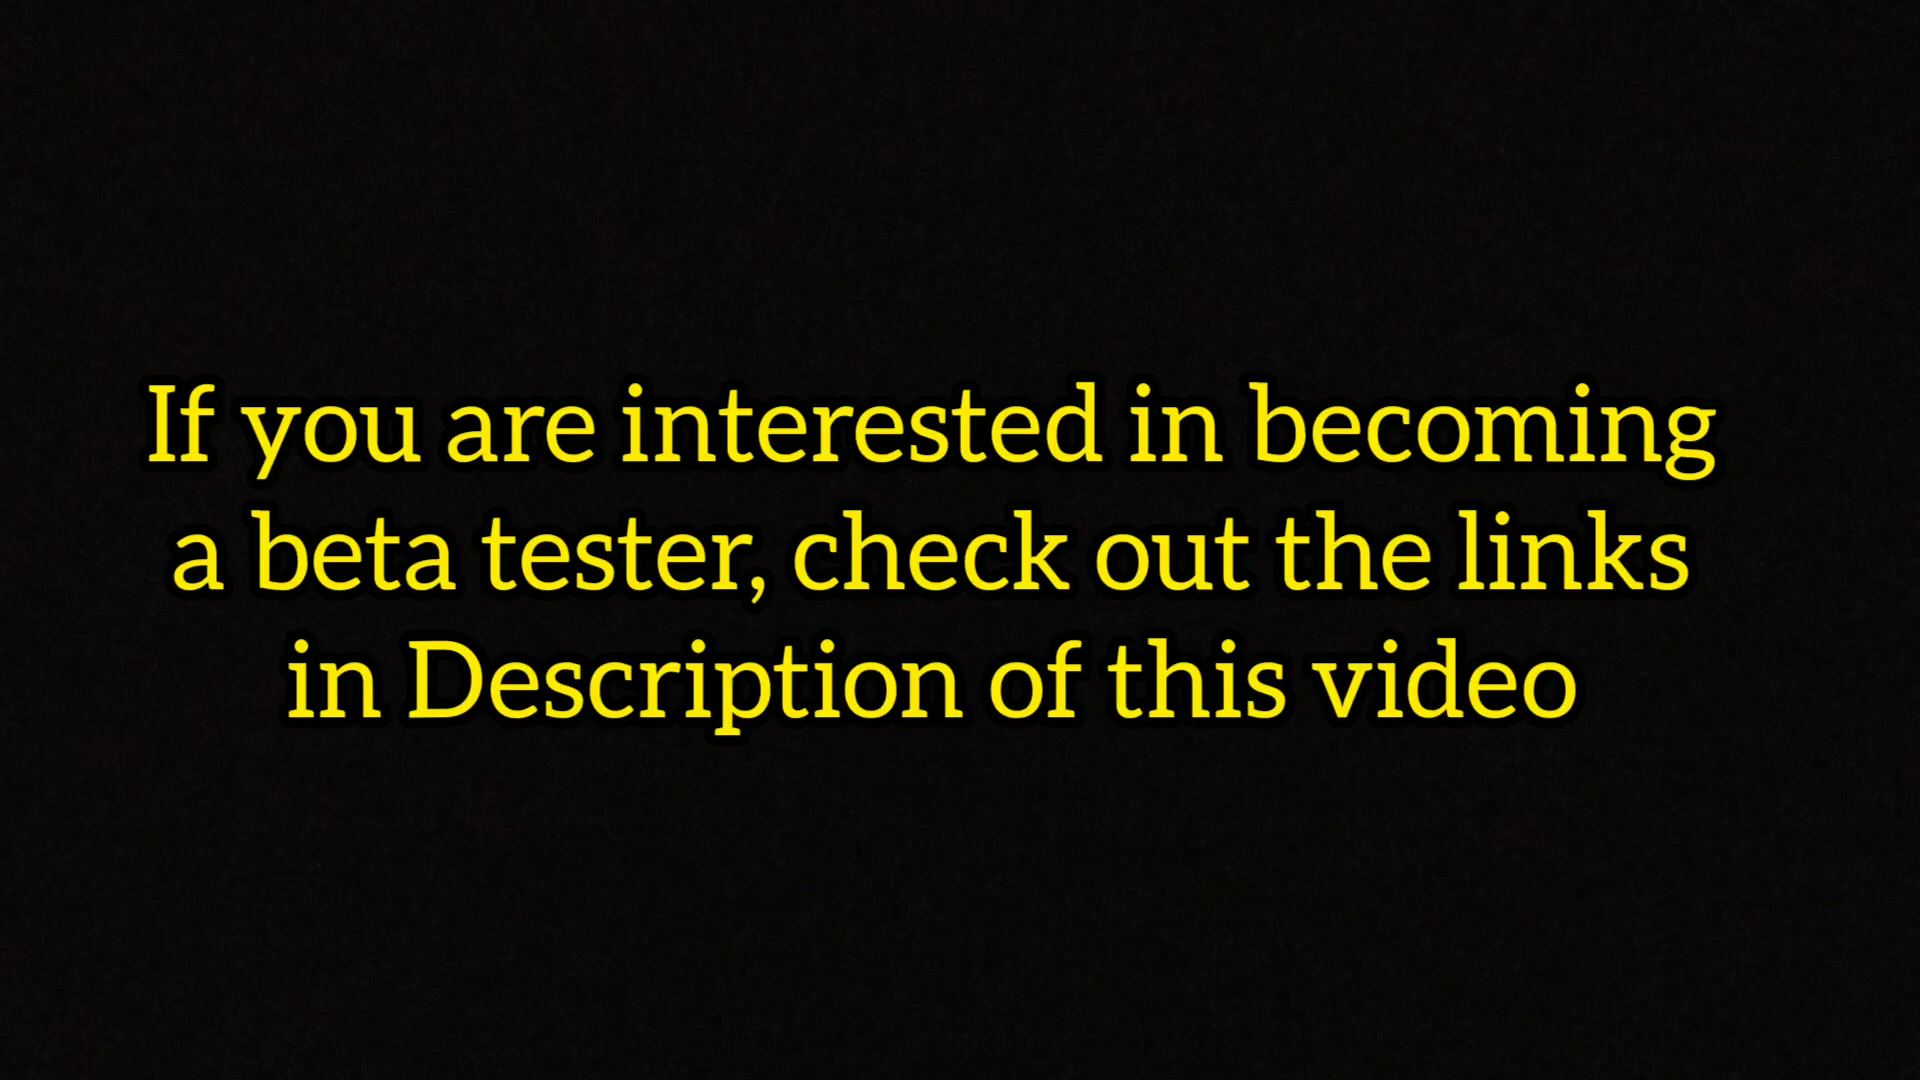 If you are interested in becoming
a beta tester, check out the links
in Description of this video